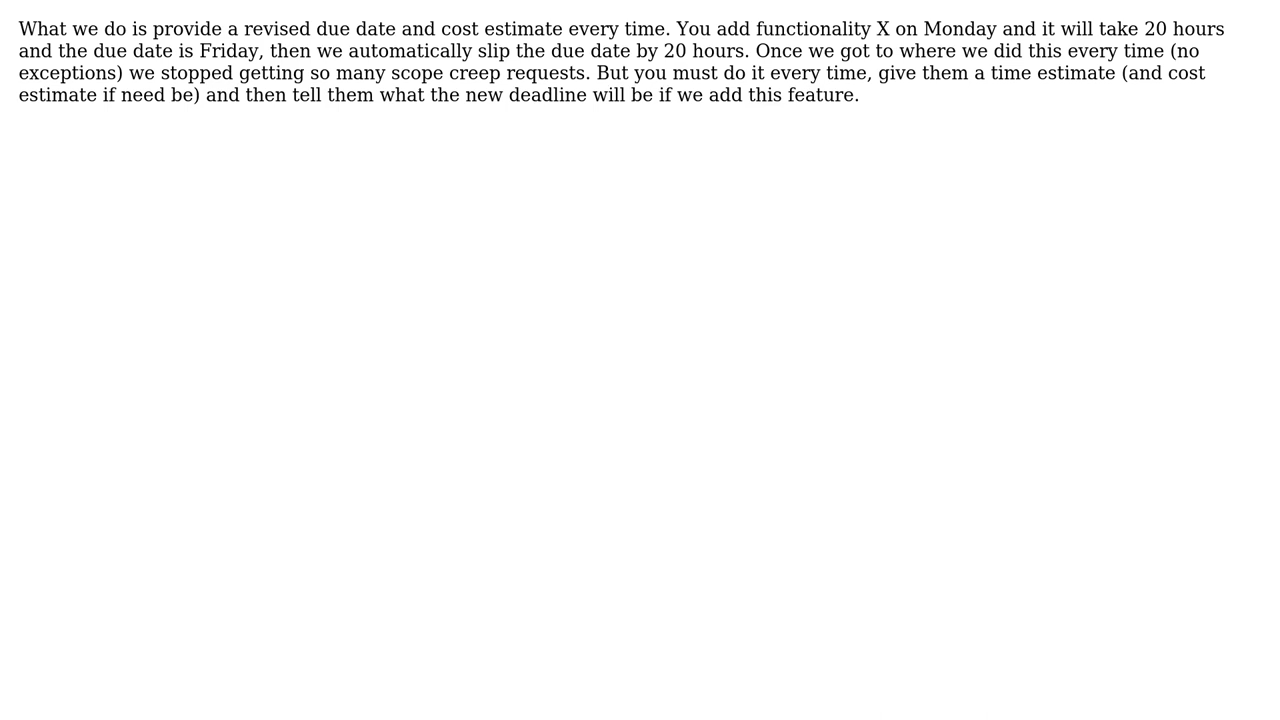 What we do is provide a revised due date and cost estimate every time. You add functionality X on Monday and it will take 20 hours
and the due date is Friday, then we automatically slip the due date by 20 hours. Once we got to where we did this every time (no
exceptions) we stopped getting so many scope creep requests. But you must do it every time, give them a time estimate (and cost
estimate if need be) and then tell them what the new deadline will be if we add this feature.